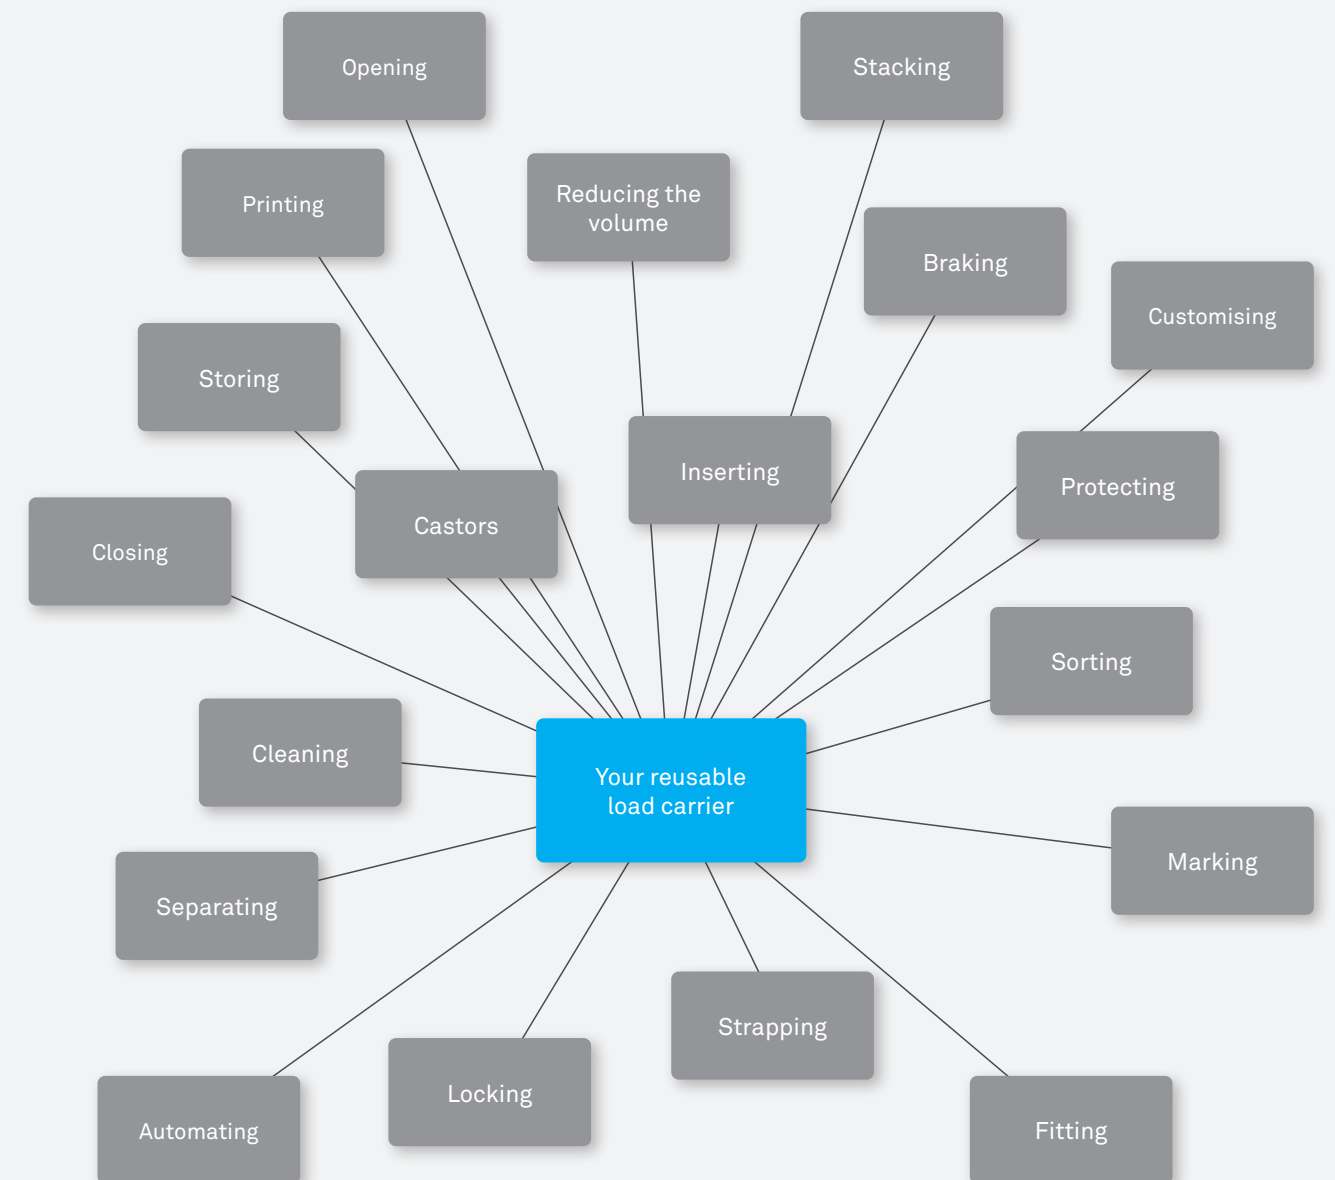 Opening
Stacking
Printing
Reducing the
volume
Braking
Customising
Storing
Inserting
Protecting
Castors
Closing
Sorting
Cleaning
Your reusable
load carrier
Marking
Separating
Strapping
Locking
Automating
Fitting